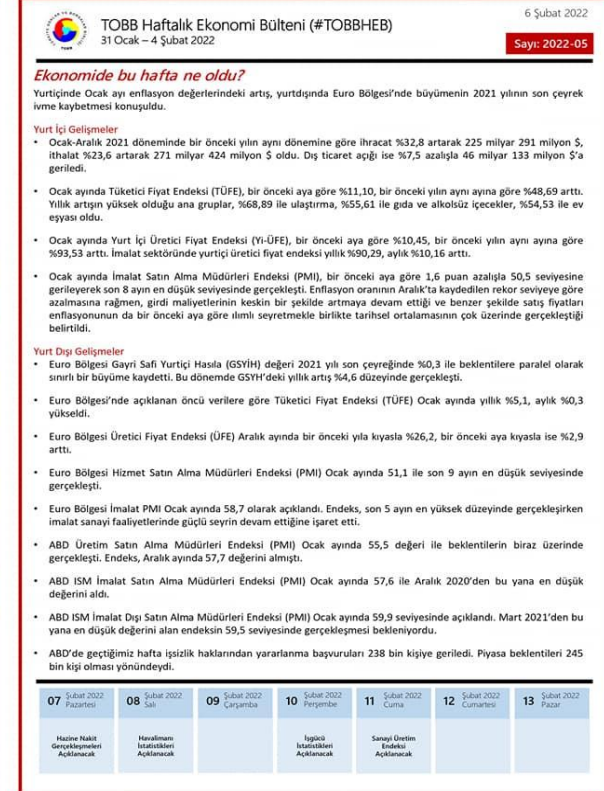 6 Şubat 2022
TOBB Haftalık Ekonomi Bülteni (#TOBBHEB)
31 Ocak – 4 Şubat 2022
Sayı: 2022-05
TOBB
Ekonomide bu hafta ne oldu?
Yurtiçinde Ocak ayı enflasyon değerlerindeki artış, yurtdışında Euro Bölgesi'nde büyümenin 2021 yılının son çeyrek
ivme kaybetmesi konuşuldu.
Yurt İçi Gelişmeler
• Ocak-Aralık 2021 döneminde bir önceki yılın aynı dönemine göre ihracat %32,8 artarak 225 milyar 291 milyon $,
ithalat %23,6 artarak 271 milyar 424 milyon $ oldu. Dış ticaret açığı ise %7,5 azalışla 46 milyar 133 milyon $'a
geriledi.
• Ocak ayında Tüketici Fiyat Endeksi (TÜFE), bir önceki aya göre %11,10, bir önceki yılın aynı ayına göre %48,69 arttı.
Yıllık artışın yüksek olduğu ana gruplar, %68,89 ile ulaştırma, %55,61 ile gıda ve alkolsüz içecekler, %54,53 ile ev
eşyası oldu.
• Ocak ayında Yurt İçi Üretici Fiyat Endeksi (Yi-ÜFE), bir önceki aya göre %10,45, bir önceki yılın aynı ayına göre
%93,53 arttı. İmalat sektöründe yurtiçi üretici fiyat endeksi yıllık %90,29, aylık %10,16 arttı.
• Ocak ayında İmalat Satın Alma Müdürleri Endeksi (PMI), bir önceki aya göre 1,6 puan azalışla 50,5 seviyesine
gerileyerek son 8 ayın en düşük seviyesinde gerçekleşti. Enflasyon oranının Aralık'ta kaydedilen rekor seviyeye göre
azalmasına rağmen, girdi maliyetlerinin keskin bir şekilde artmaya devam ettiği ve benzer şekilde satış fiyatları
enflasyonunun da bir önceki aya göre ılımlı seyretmekle birlikte tarihsel ortalamasının çok üzerinde gerçekleştiği
belirtildi.
Yurt Dışı Gelişmeler
• Euro Bölgesi Gayri Safi Yurtiçi Hasıla (GSYİH) değeri 2021 yılı son çeyreğinde %0,3 ile beklentilere paralel olarak
sınırlı bir büyüme kaydetti. Bu dönemde GSYH'deki yıllık artış %4,6 düzeyinde gerçekleşti.
• Euro Bölgesi'nde açıklanan öncü verilere göre Tüketici Fiyat Endeksi (TÜFE) Ocak ayında yıllık %5,1, aylık %0,3
yükseldi.
• Euro Bölgesi Üretici Fiyat Endeksi (ÜFE) Aralık ayında bir önceki yıla kıyasla %26,2, bir önceki aya kıyasla ise %2,9
arttı.
• Euro Bölgesi Hizmet Satın Alma Müdürleri Endeksi (PMI) Ocak ayında 51,1 ile son 9 ayın en düşük seviyesinde
gerçekleşti.
• Euro Bölgesi İmalat PMI Ocak ayında 58,7 olarak açıklandı. Endeks, son 5 ayın en yüksek düzeyinde gerçekleşirken
imalat sanayi faaliyetlerinde güçlü seyrin devam ettiğine işaret etti.
• ABD Üretim Satın Alma Müdürleri Endeksi (PMI) Ocak ayında 55,5 değeri ile beklentilerin biraz üzerinde
gerçekleşti. Endeks, Aralık ayında 57,7 değerini almıştı.
• ABD ISM İmalat Satın Alma Müdürleri Endeksi (PMI) Ocak ayında 57,6 ile Aralık 2020'den bu yana en düşük
değerini aldı.
• ABD ISM İmalat Dışı Satın Alma Müdürleri Endeksi (PMI) Ocak ayında 59,9 seviyesinde açıklandı. Mart 2021'den bu
yana en düşük değerini alan endeksin 59,5 seviyesinde gerçekleşmesi bekleniyordu.
• ABD'de geçtiğimiz hafta işsizlik haklarından yararlanma başvuruları 238 bin kişiye geriledi. Piyasa beklentileri 245
bin kişi olması yönündeydi.
07 Şubat 2022 Pazartesi
08 Şubat 2022 Salı
09 Şubat 2022 Çarşamba
10 Şubat 2022 Perşembe
11 Şubat 2022 Cuma
12 Şubat 2022 Cumartesi
13 Şubat 2022 Pazar
Hazine Nakit
Gerçekleşmeleri
Açıklanacak
Havalimanı
İstatistikleri
Açıklanacak
İşgücü
İstatistikleri
Açıklanacak
Sanayi Üretim
Endeksi
Açıklanacak